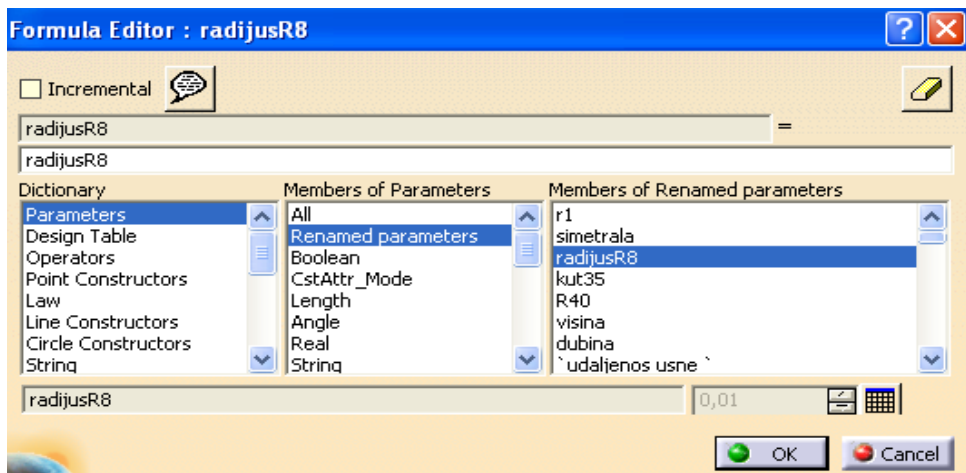 Formula Editor : radijusR8
Incremental
radijusR8 =
radijusR8
Dictionary Members of Parameters Members of Renamed parameters
Parameters All r1
Design Table Renamed parameters simetrala
Operators Boolean radijusR8
Point Constructors CstAttr_Mode kut35
Law Length R40
Line Constructors Angle visina
Circle Constructors Real dubina
String String `udaljenos usne `
radijusR8 0,01
OK Cancel